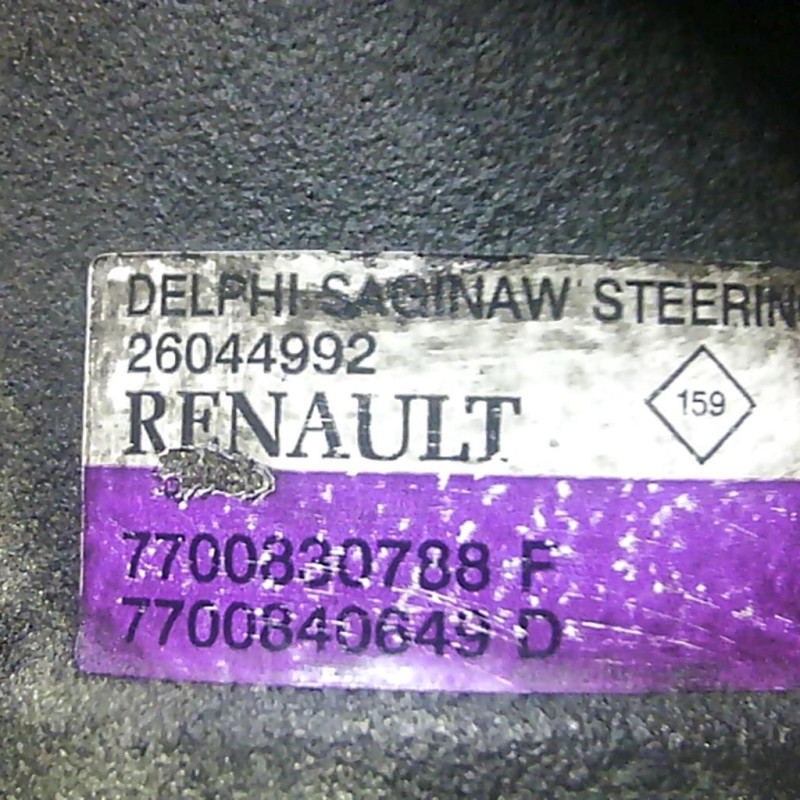 DELPHI SAGINAW STEERIN
26044992
RENAULT
159
7700830788 F
7700840649 D